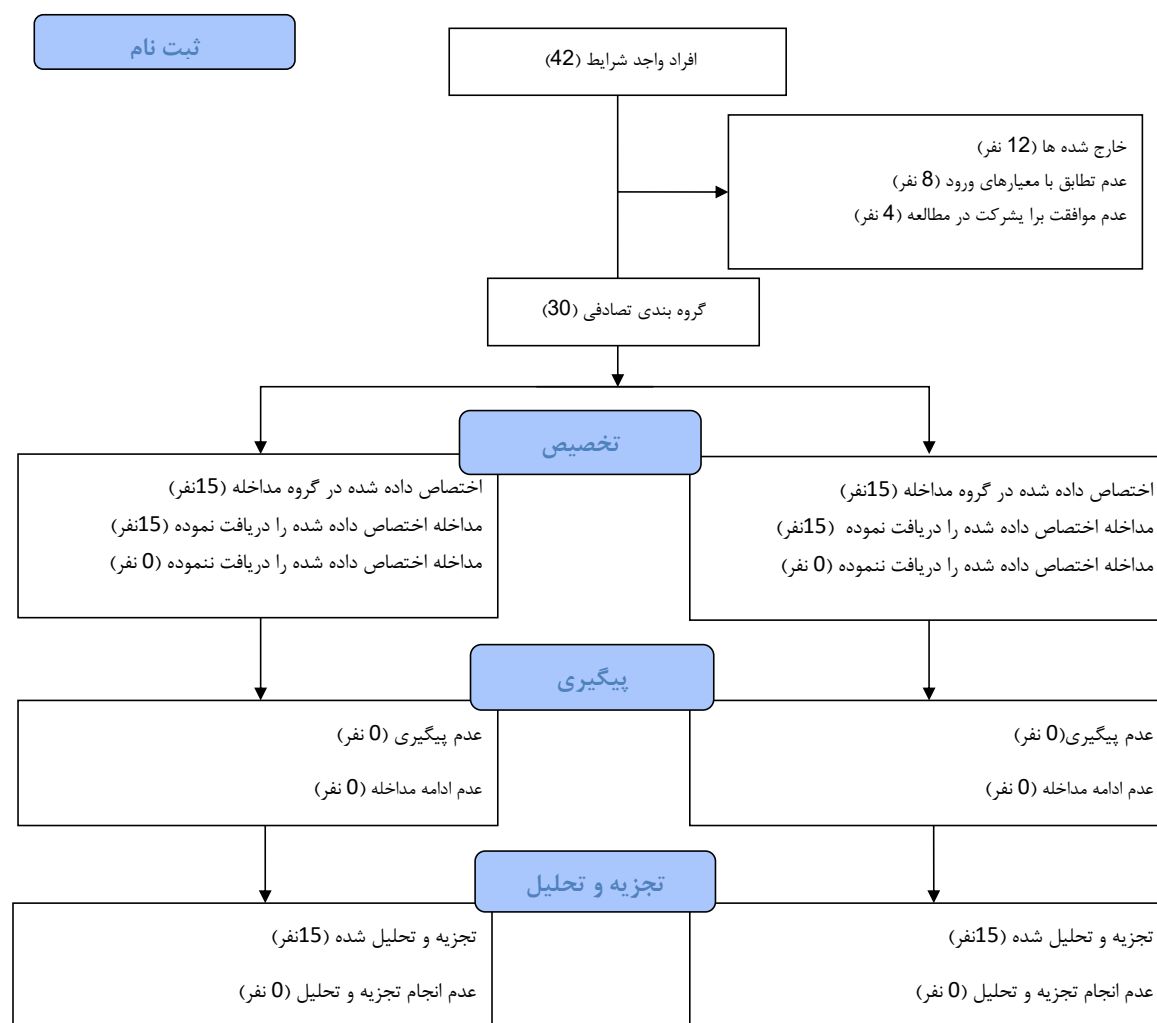 ثبت نام
افراد واجد شرایط (42)
خارج شده ها (12 نفر)
عدم تطابق با معیارهای ورود (8 نفر)
عدم موافقت برا یشرکت در مطالعه (4 نفر)
گروه بندی تصادفی (30)
تخصیص
اختصاص داده شده در گروه مداخله (15نفر)
مداخله اختصاص داده شده را دریافت نموده (15نفر)
مداخله اختصاص داده شده را دریافت ننموده (0 نفر)
اختصاص داده شده در گروه مداخله (15نفر)
مداخله اختصاص داده شده را دریافت نموده (15نفر)
مداخله اختصاص داده شده را دریافت ننموده (0 نفر)
پیگیری
عدم پیگیری(0 نفر)
عدم ادامه مداخله (0 نفر)
عدم پیگیری (0 نفر)
عدم ادامه مداخله (0 نفر)
تجزیه و تحلیل
تجزیه و تحلیل شده (15نفر)
عدم انجام تجزیه و تحلیل (0 نفر)
تجزیه و تحلیل شده (15نفر)
عدم انجام تجزیه و تحلیل (0 نفر)